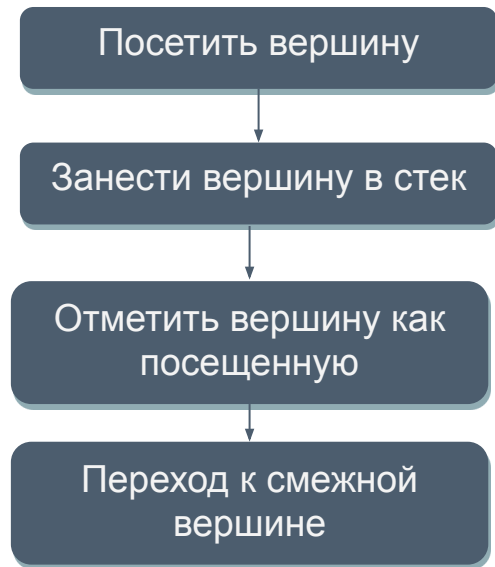 Посетить вершину
Занести вершину в стек
Отметить вершину как
посещенную
Переход к смежной
вершине